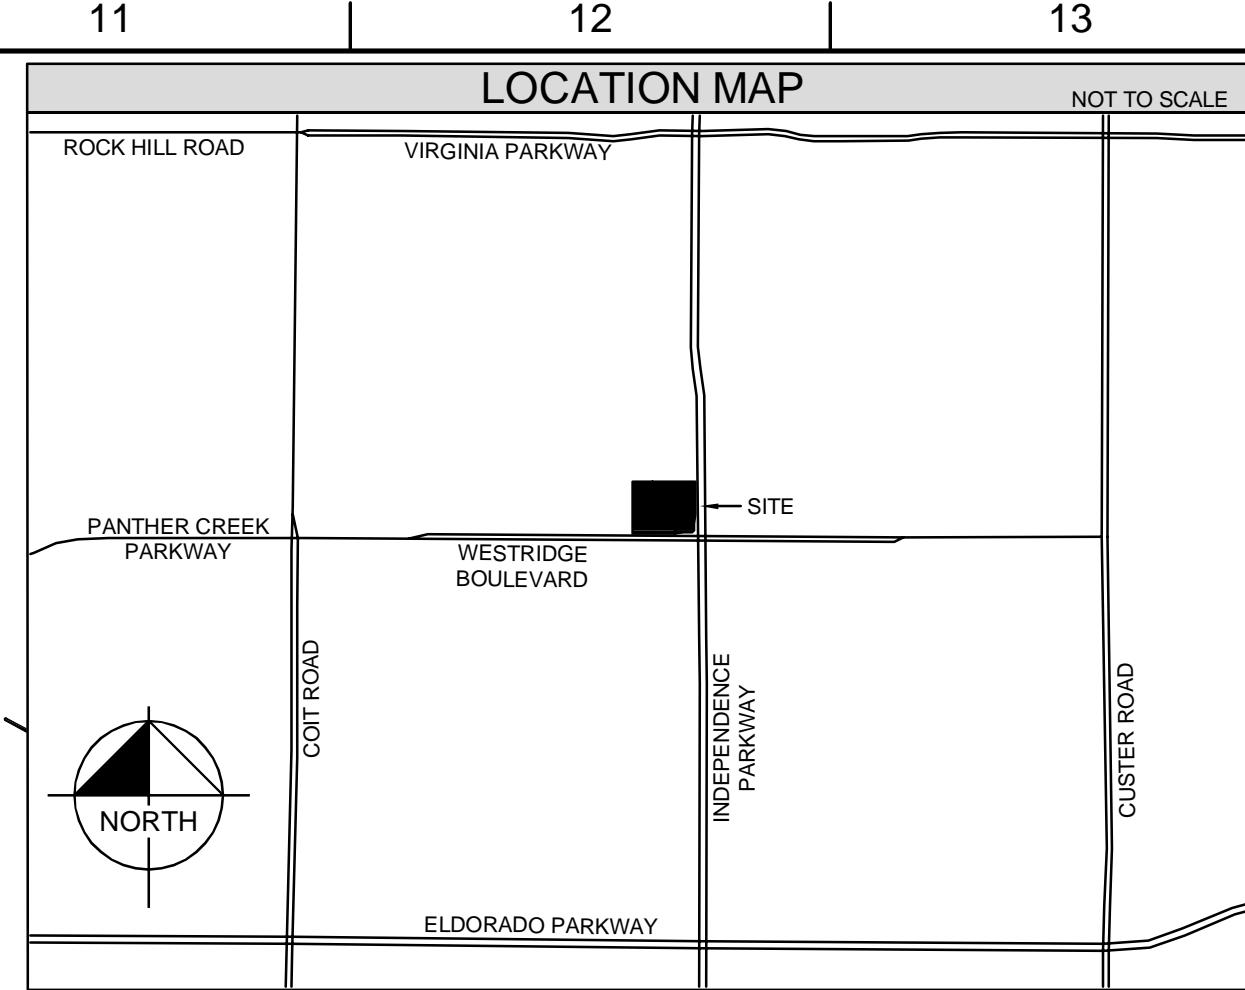 11
12
13
LOCATION MAP
NOT TO SCALE
ROCK HILL ROAD
VIRGINIA PARKWAY
SITE
PANTHER CREEK
PARKWAY
WESTRIDGE
BOULEVARD
COIT ROAD
INDEPENDENCE
PARKWAY
CUSTER ROAD
NORTH
ELDORADO PARKWAY